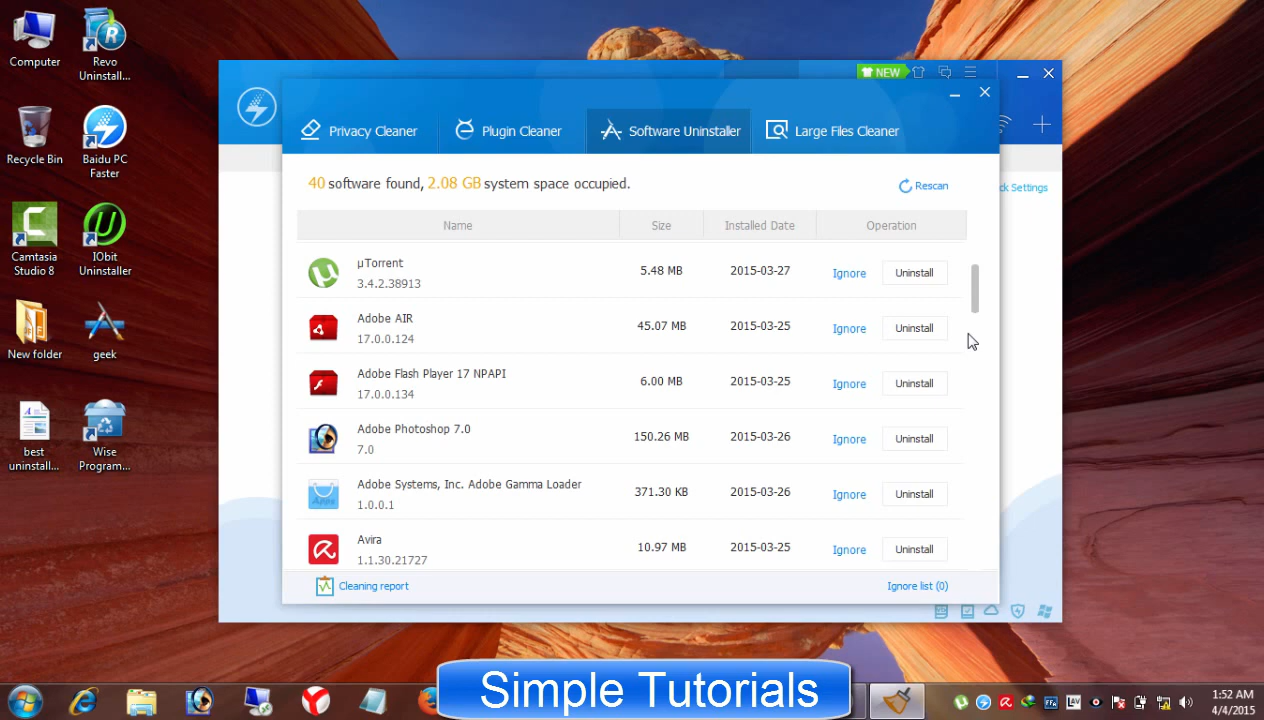 Computer
Revo
Uninstall...
Recycle Bin
Baidu PC
Faster
Camtasia
Studio 8
IObit
Uninstaller
New folder
geek
best
uninstall...
Wise
Program...
NEW
Privacy Cleaner
Plugin Cleaner
Software Uninstaller
Large Files Cleaner
40 software found, 2.08 GB system space occupied.
Rescan
ck Settings
Name Size Installed Date Operation
µTorrent
3.4.2.38913
5.48 MB 2015-03-27 Ignore Uninstall
Adobe AIR
17.0.0.124
45.07 MB 2015-03-25 Ignore Uninstall
Adobe Flash Player 17 NPAPI
17.0.0.134
6.00 MB 2015-03-25 Ignore Uninstall
Adobe Photoshop 7.0
7.0
150.26 MB 2015-03-26 Ignore Uninstall
Adobe Systems, Inc. Adobe Gamma Loader
1.0.0.1
371.30 KB 2015-03-26 Ignore Uninstall
Avira
1.1.30.21727
10.97 MB 2015-03-25 Ignore Uninstall
Cleaning report
Ignore list (0)
Simple Tutorials
1:52 AM
4/4/2015